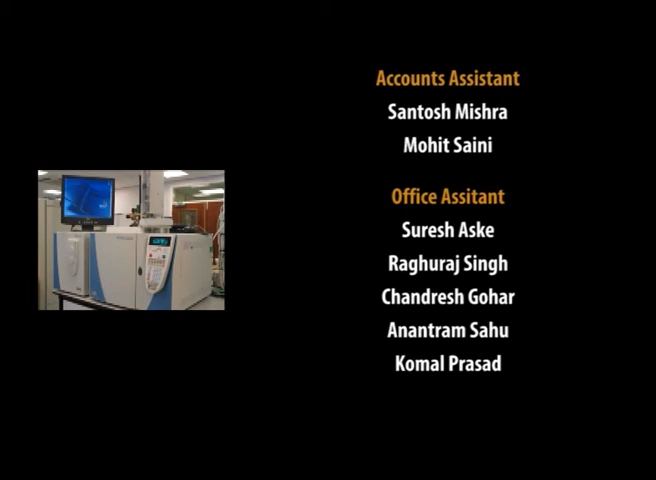 Accounts Assistant
Santosh Mishra
Mohit Saini
Office Assitant
Suresh Aske
Raghuraj Singh
Chandresh Gohar
Anantram Sahu
Komal Prasad